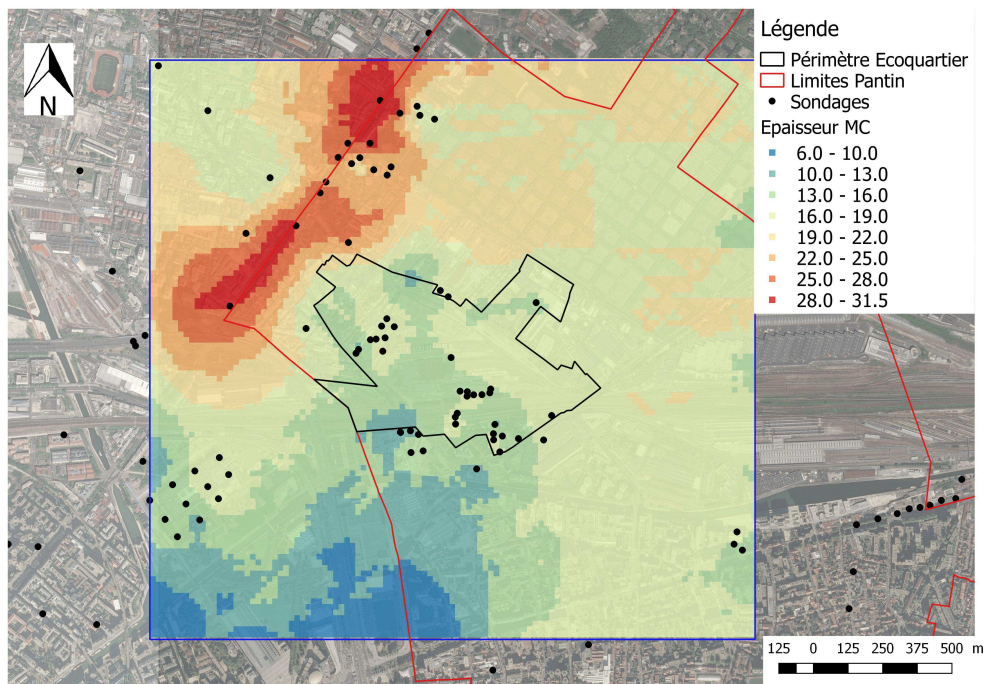 N
Légende
Périmètre Ecoquartier
Limites Pantin
Sondages
Epaisseur MC
6.0 - 10.0
10.0 - 13.0
13.0 - 16.0
16.0 - 19.0
19.0 - 22.0
22.0 - 25.0
25.0 - 28.0
28.0 - 31.5
125 0 125 250 375 500 m